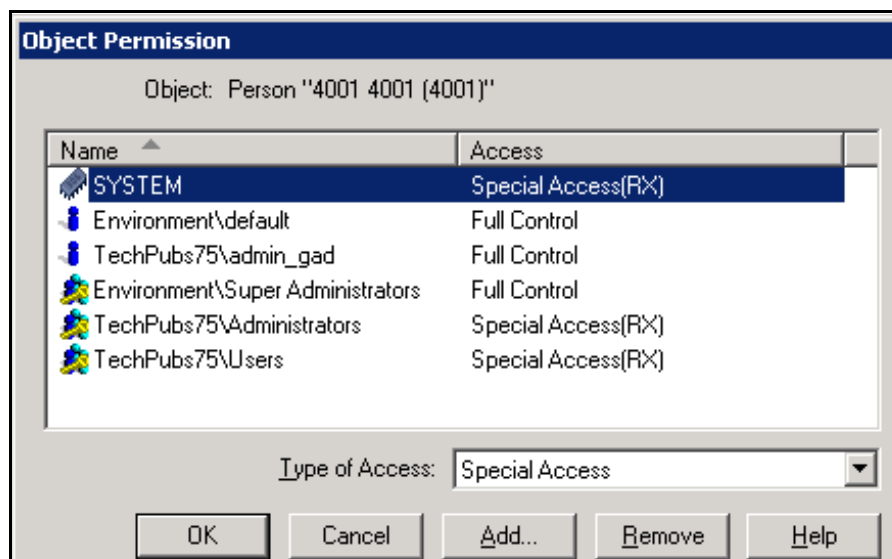 Object Permission
Object: Person "4001 4001 (4001)"
Name Access
SYSTEM Special Access(RX)
Environment\default Full Control
TechPubs75\admin_gad Full Control
Environment\Super Administrators Full Control
TechPubs75\Administrators Special Access(RX)
TechPubs75\Users Special Access(RX)
Type of Access: Special Access
OK Cancel Add... Remove Help